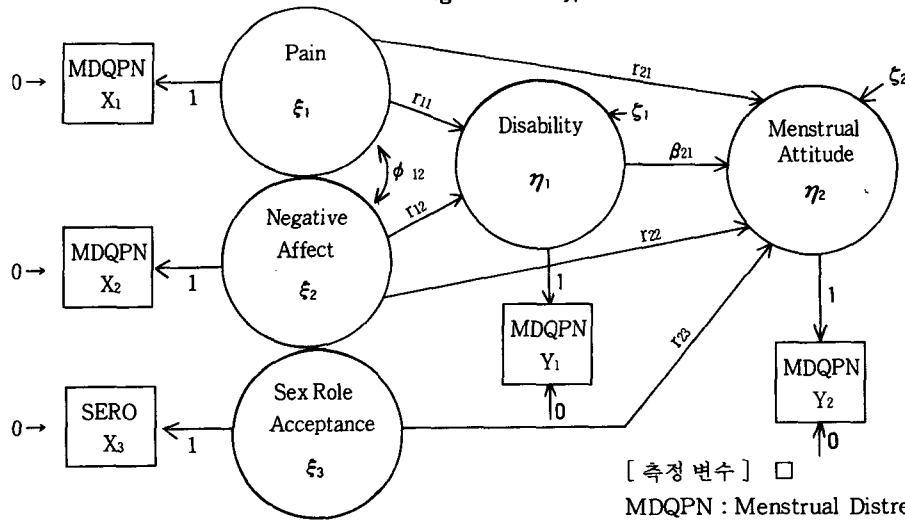 Pain
ξ1
0→ MDQPN
X1
1
r21
r11
ζ1
ζ2
Disability
η1
Menstrual
Attitude
η2
β21
ϕ 12
r12
Negative
Affect
ξ2
0→ MDQPN
X2
1
r22
1
MDQPN
Y1
0
r23
1
MDQPN
Y2
0
Sex Role
Acceptance
ξ3
0→ SERO
X3
1
[ 측정 변수 ] □
MDQPN : Menstrual Distre